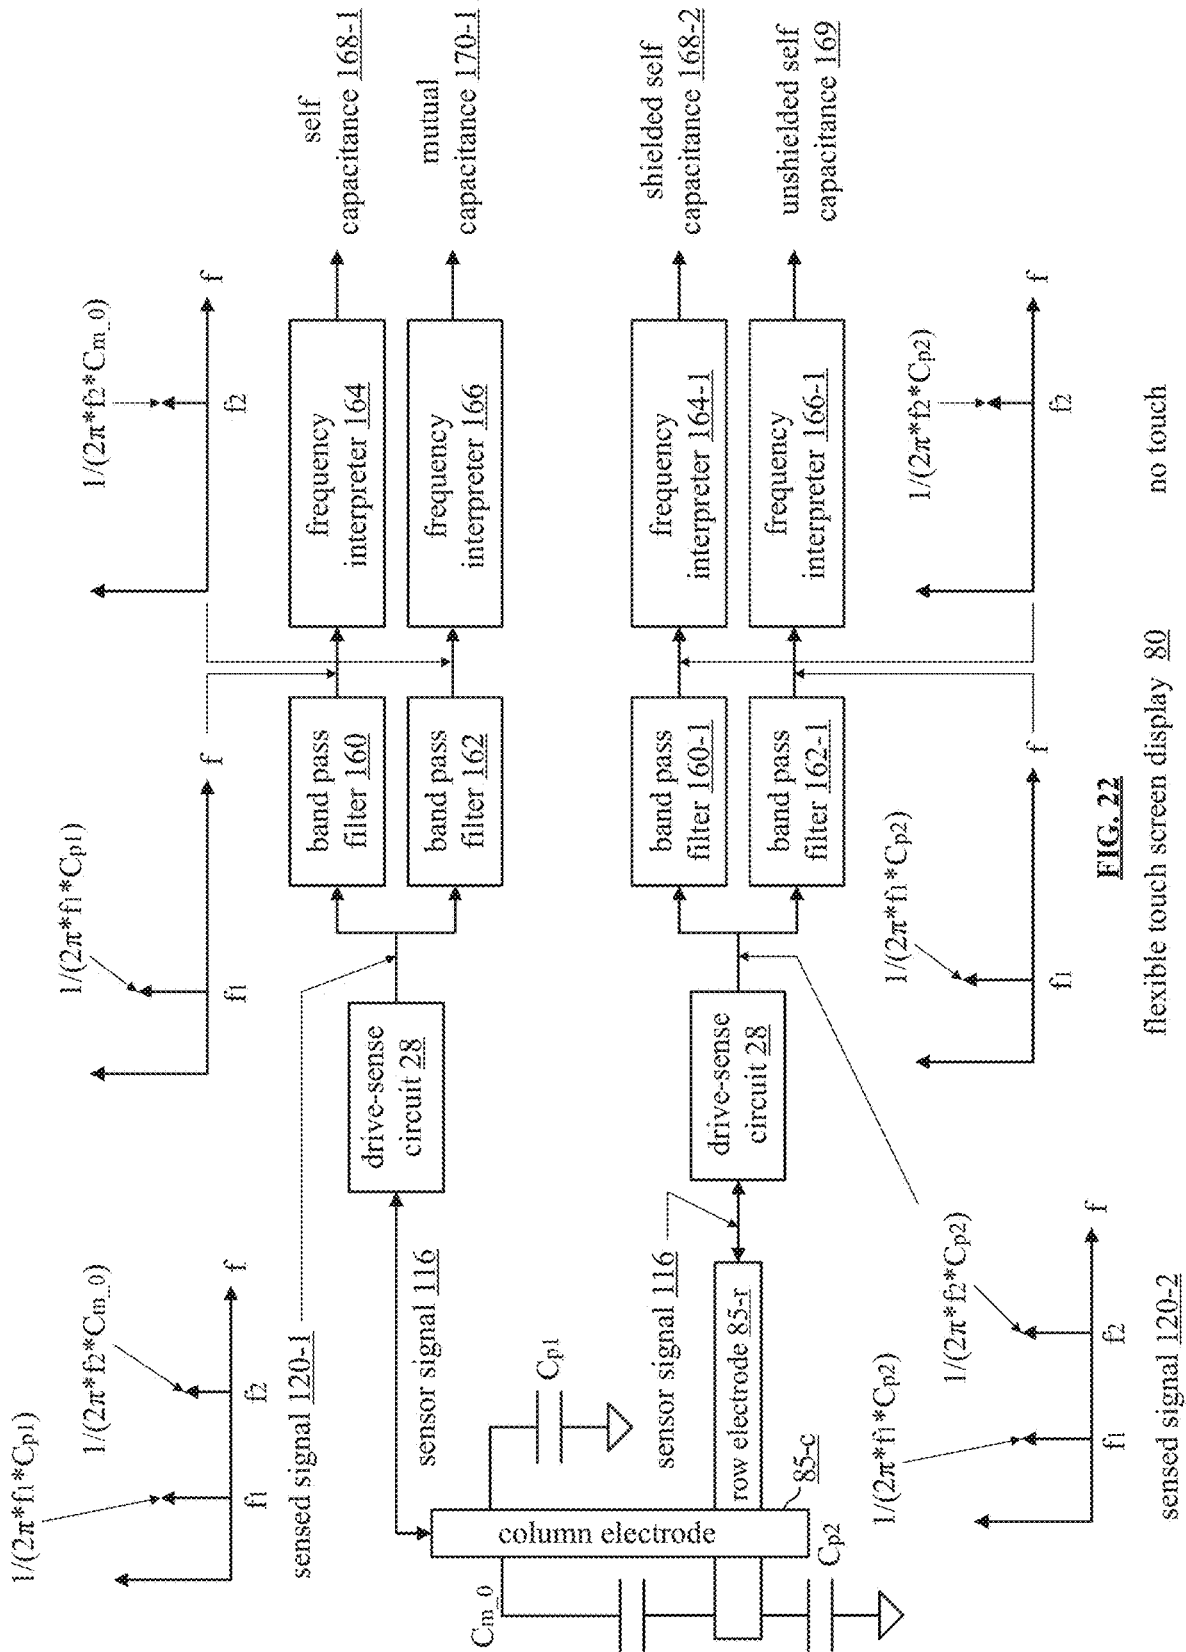 1/(2π*f1*Cp1)
1/(2π*f2*Cm_0)
f1
f2
f
sensed signal 120-1
1/(2π*f1*Cp1)
f1
f
1/(2π*f2*Cm_0)
f2
f
sensor signal 116
drive-sense
circuit 28
band pass
filter 160
band pass
filter 162
frequency
interpreter 164
frequency
interpreter 166
self
capacitance 168-1
mutual
capacitance 170-1
Cm_0
Cp1
column electrode
85-c
row electrode 85-r
Cp2
sensor signal 116
drive-sense
circuit 28
band pass
filter 160-1
band pass
filter 162-1
frequency
interpreter 164-1
frequency
interpreter 166-1
shielded self
capacitance 168-2
unshielded self
capacitance 169
1/(2π*f1*Cp2)
1/(2π*f2*Cp2)
f1
f2
f
sensed signal 120-2
1/(2π*f1*Cp2)
f1
f
1/(2π*f2*Cp2)
f2
f
FIG. 22
flexible touch screen display 80
no touch